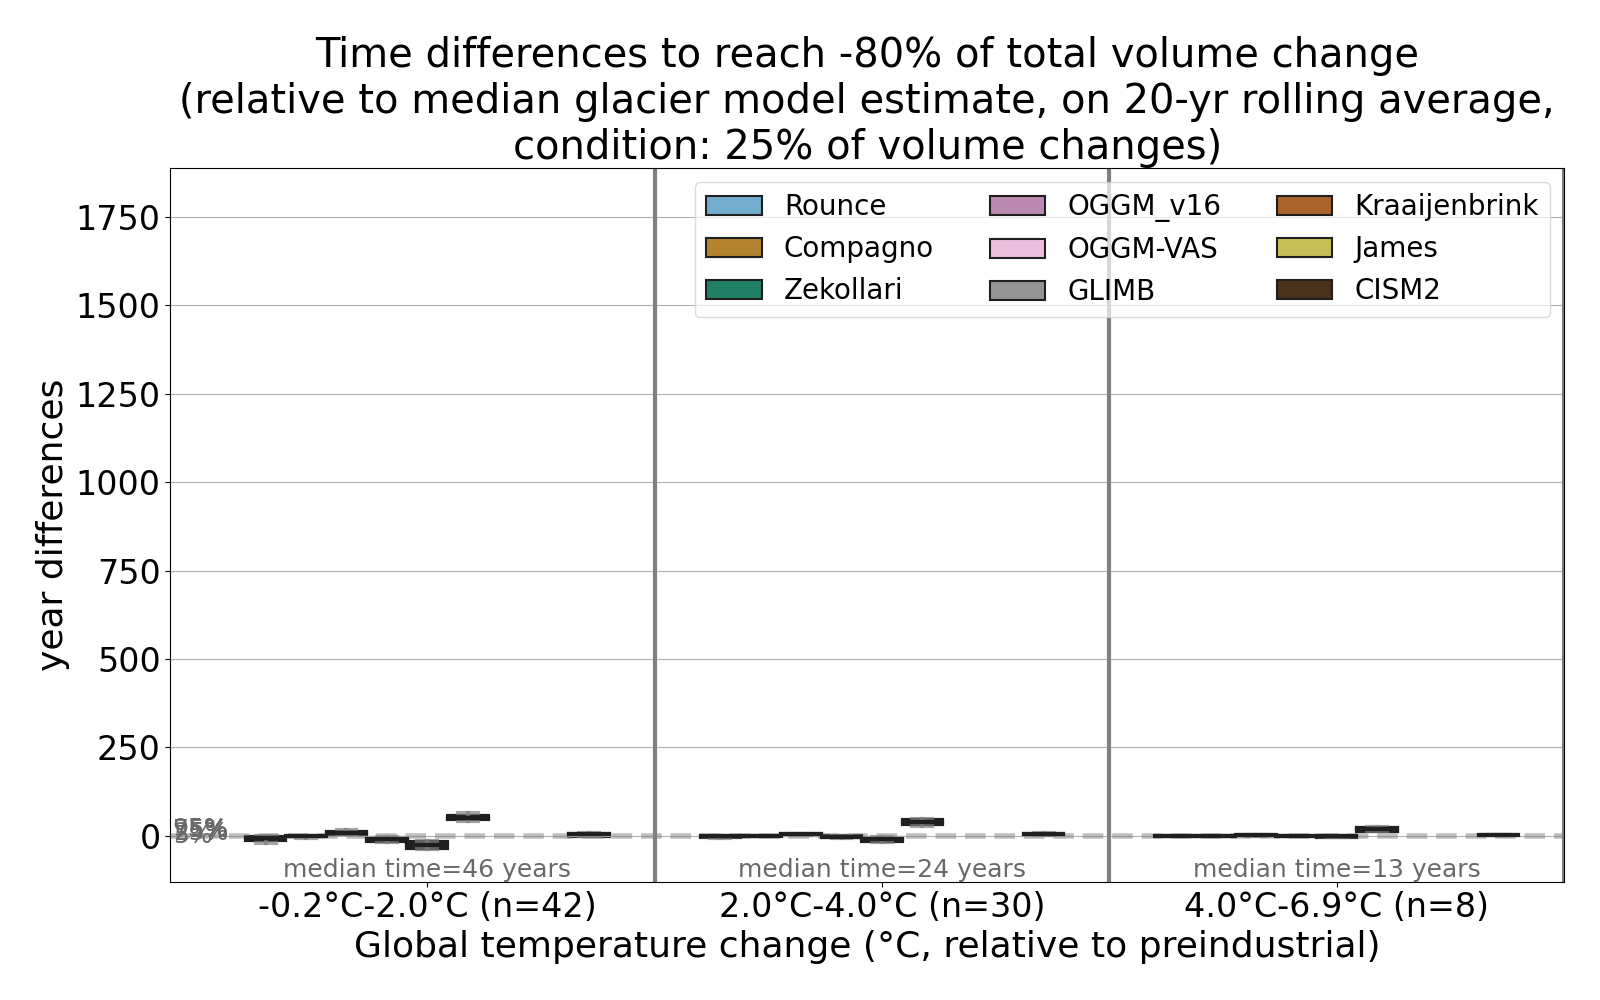 Time differences to reach -80% of total volume change
(relative to median glacier model estimate, on 20-yr rolling average,
condition: 25% of volume changes)
Rounce
Compagno
Zekollari
OGGM_v16
OGGM-VAS
GLIMB
Kraaijenbrink
James
CISM2
year differences
1750
1500
1250
1000
750
500
250
0
95%
5%
median time=46 years
median time=24 years
median time=13 years
-0.2°C-2.0°C (n=42)
2.0°C-4.0°C (n=30)
4.0°C-6.9°C (n=8)
Global temperature change (°C, relative to preindustrial)